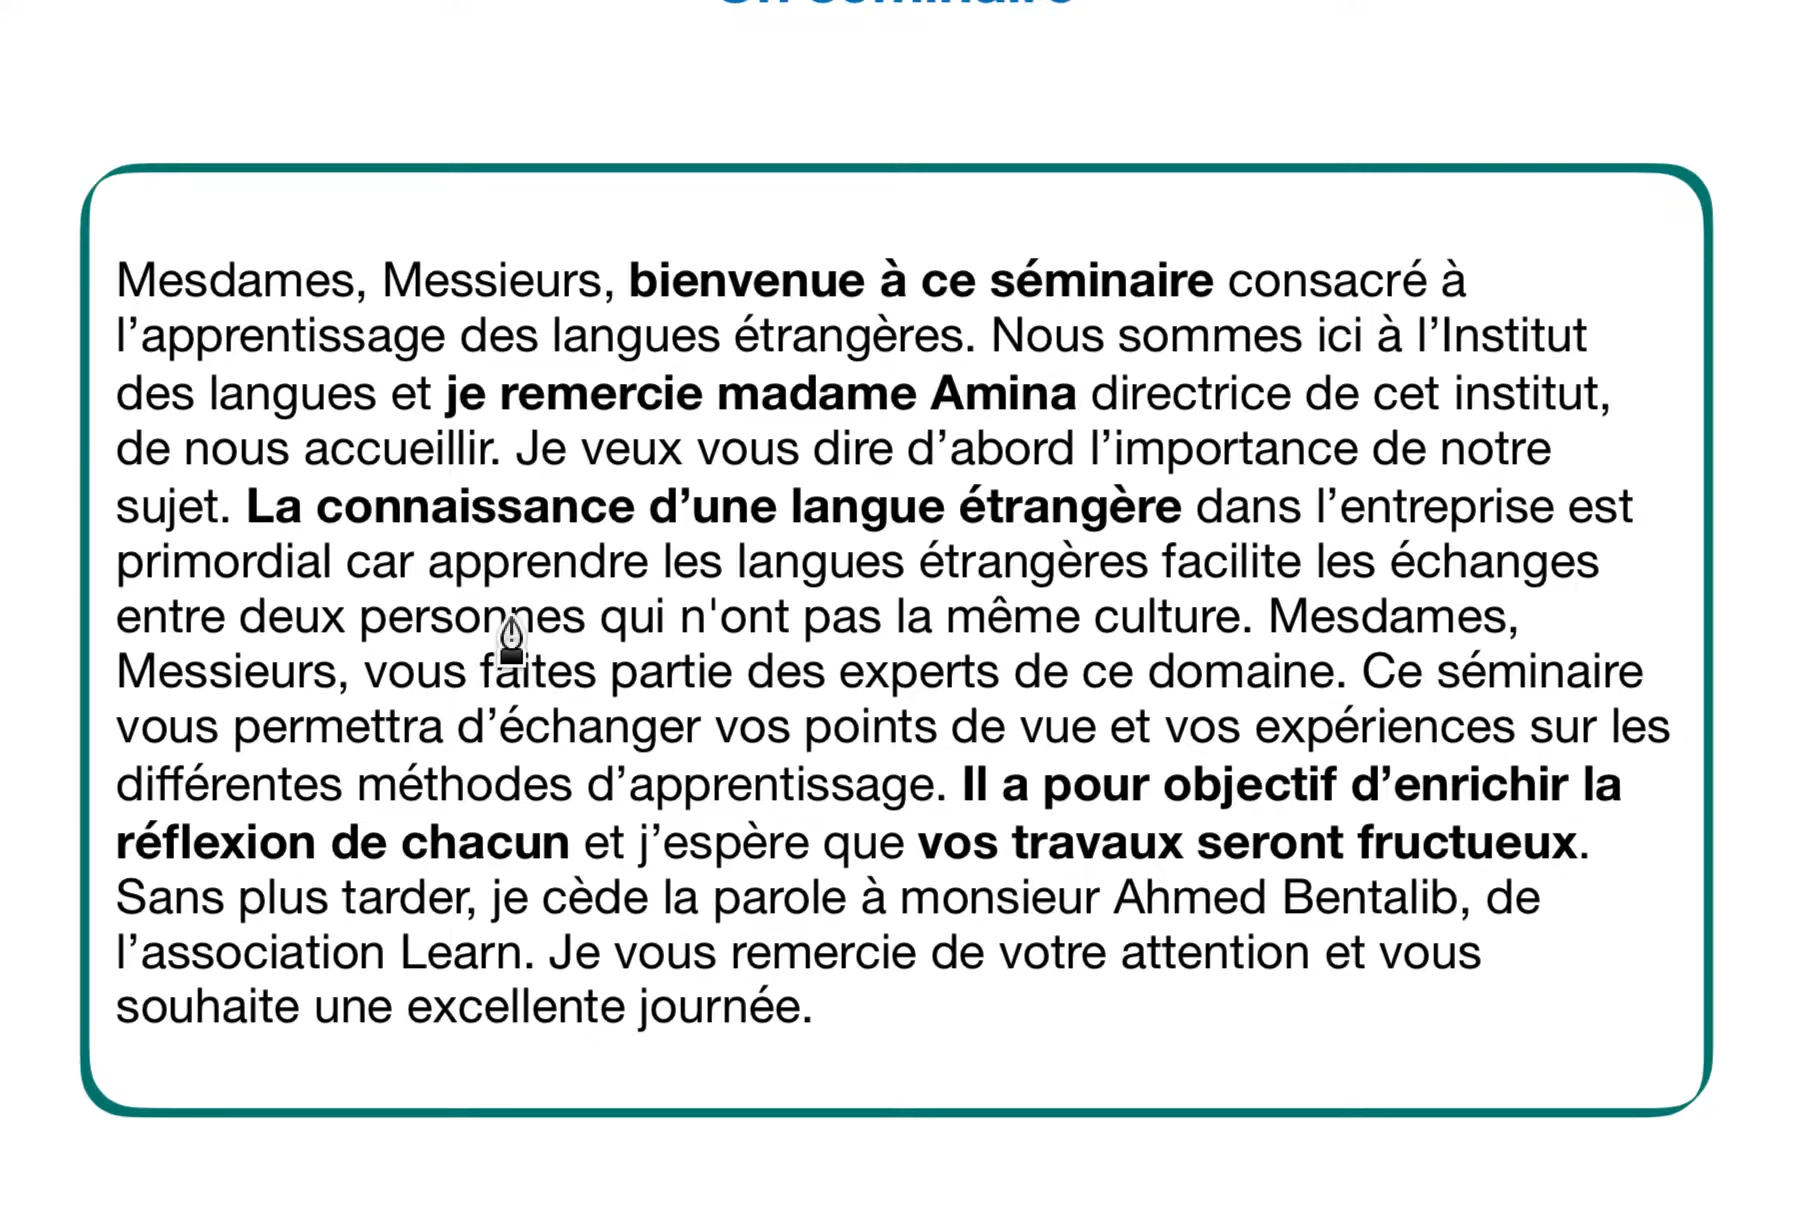 Un séminaire
Mesdames, Messieurs, bienvenue à ce séminaire consacré à
l’apprentissage des langues étrangères. Nous sommes ici à l’Institut
des langues et je remercie madame Amina directrice de cet institut,
de nous accueillir. Je veux vous dire d’abord l’importance de notre
sujet. La connaissance d’une langue étrangère dans l’entreprise est
primordial car apprendre les langues étrangères facilite les échanges
entre deux personnes qui n'ont pas la même culture. Mesdames,
Messieurs, vous faites partie des experts de ce domaine. Ce séminaire
vous permettra d’échanger vos points de vue et vos expériences sur les
différentes méthodes d’apprentissage. Il a pour objectif d’enrichir la
réflexion de chacun et j’espère que vos travaux seront fructueux.
Sans plus tarder, je cède la parole à monsieur Ahmed Bentalib, de
l’association Learn. Je vous remercie de votre attention et vous
souhaite une excellente journée.